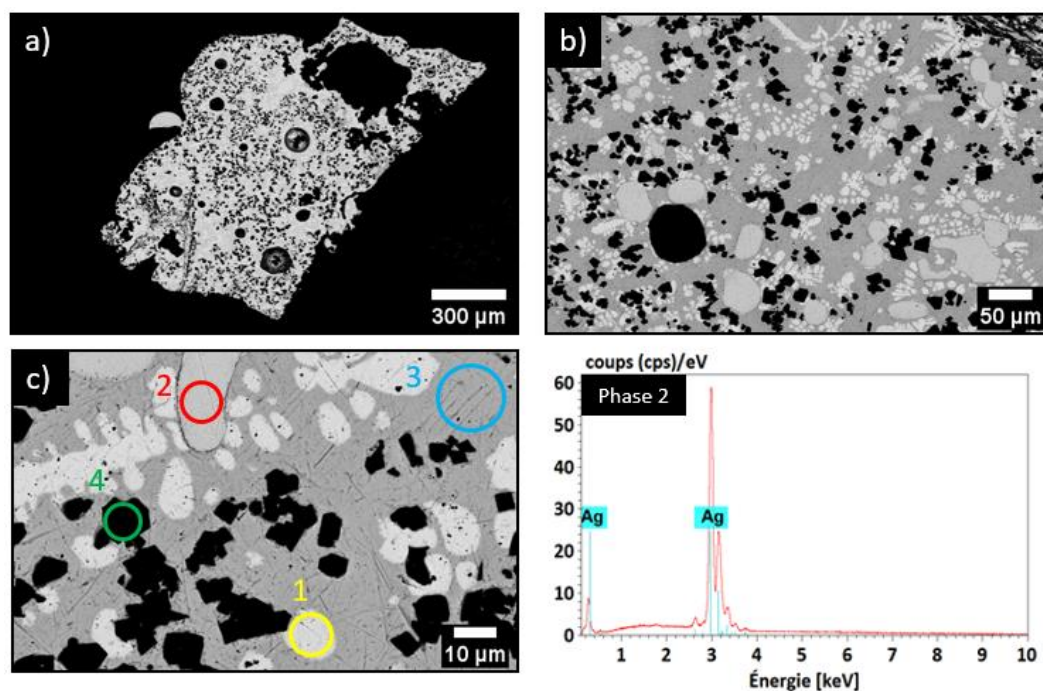 a)
300 µm
b)
50 µm
c)
2
3
4
1
10 µm
coups (cps)/eV
Phase 2
60
50
40
30
20
10
0
Ag
Ag
1 2 3 4 5 6 7 8 9 10
Énergie [keV]